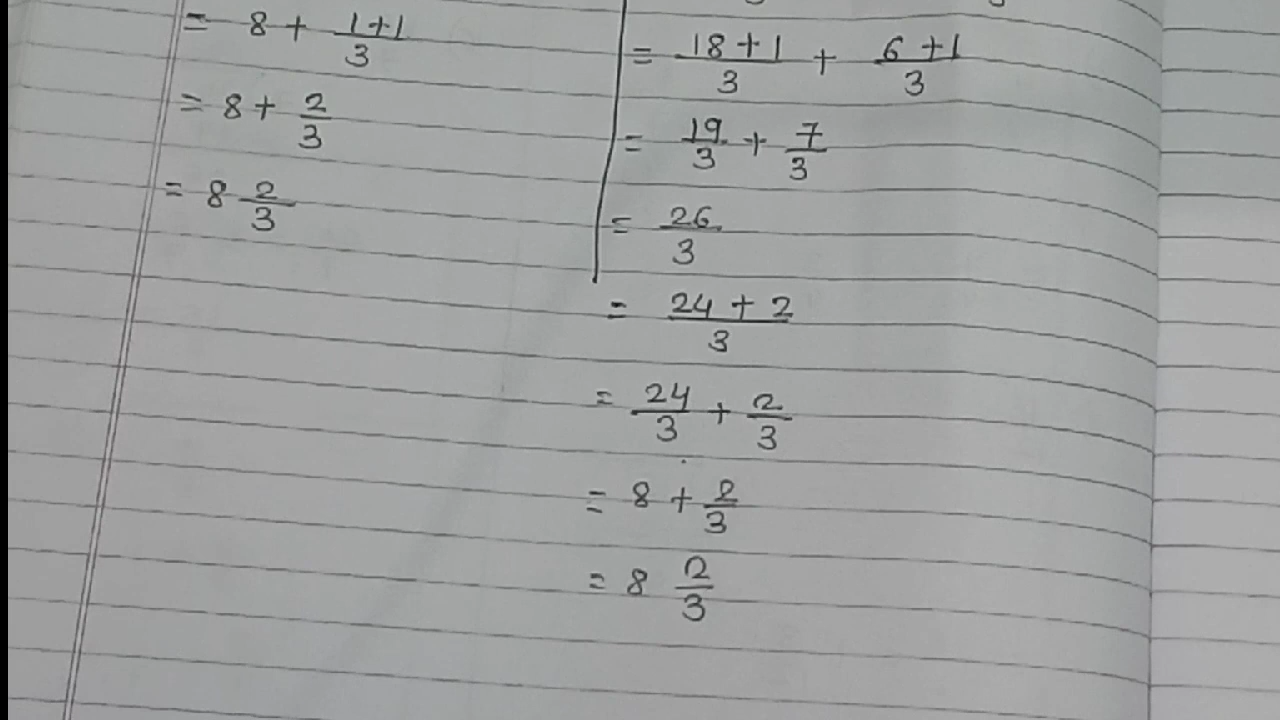 = 8 + (1+1)/3
= 8 + 2/3
= 8 2/3
= (18+1)/3 + (6+1)/3
= 19/3 + 7/3
= 26/3
= (24+2)/3
= 24/3 + 2/3
= 8 + 2/3
= 8 2/3